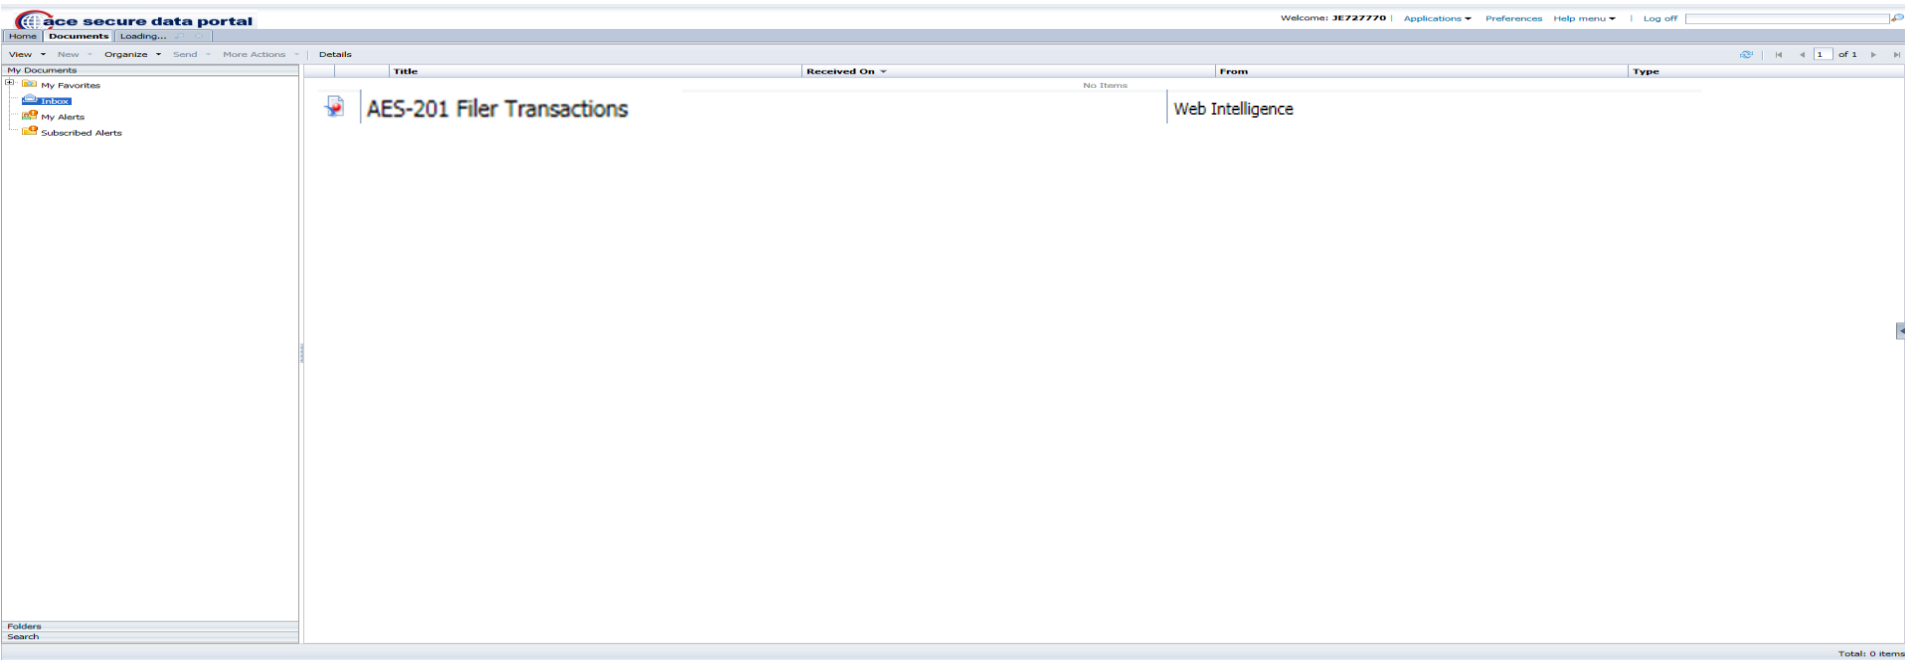 ace secure data portal
Welcome: JE727770 | Applications Preferences Help menu | Log off
Home Documents Loading...
View New Organize Send More Actions Details
1 of 1
My Documents
Title Received On From Type
My Favorites
No Items
Inbox
AES-201 Filer Transactions Web Intelligence
My Alerts
Subscribed Alerts
Folders
Search
Total: 0 items